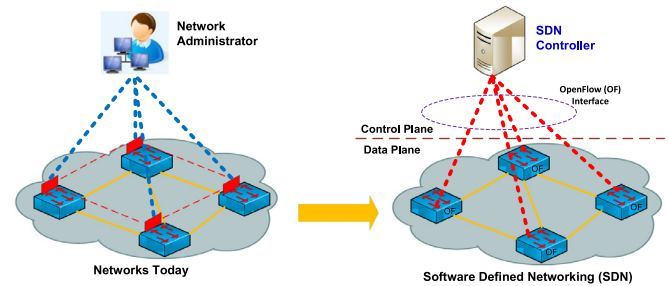 Network
Administrator
Networks Today
SDN
Controller
OpenFlow (OF)
Interface
Control Plane
Data Plane
OF
OF
OF
OF
Software Defined Networking (SDN)